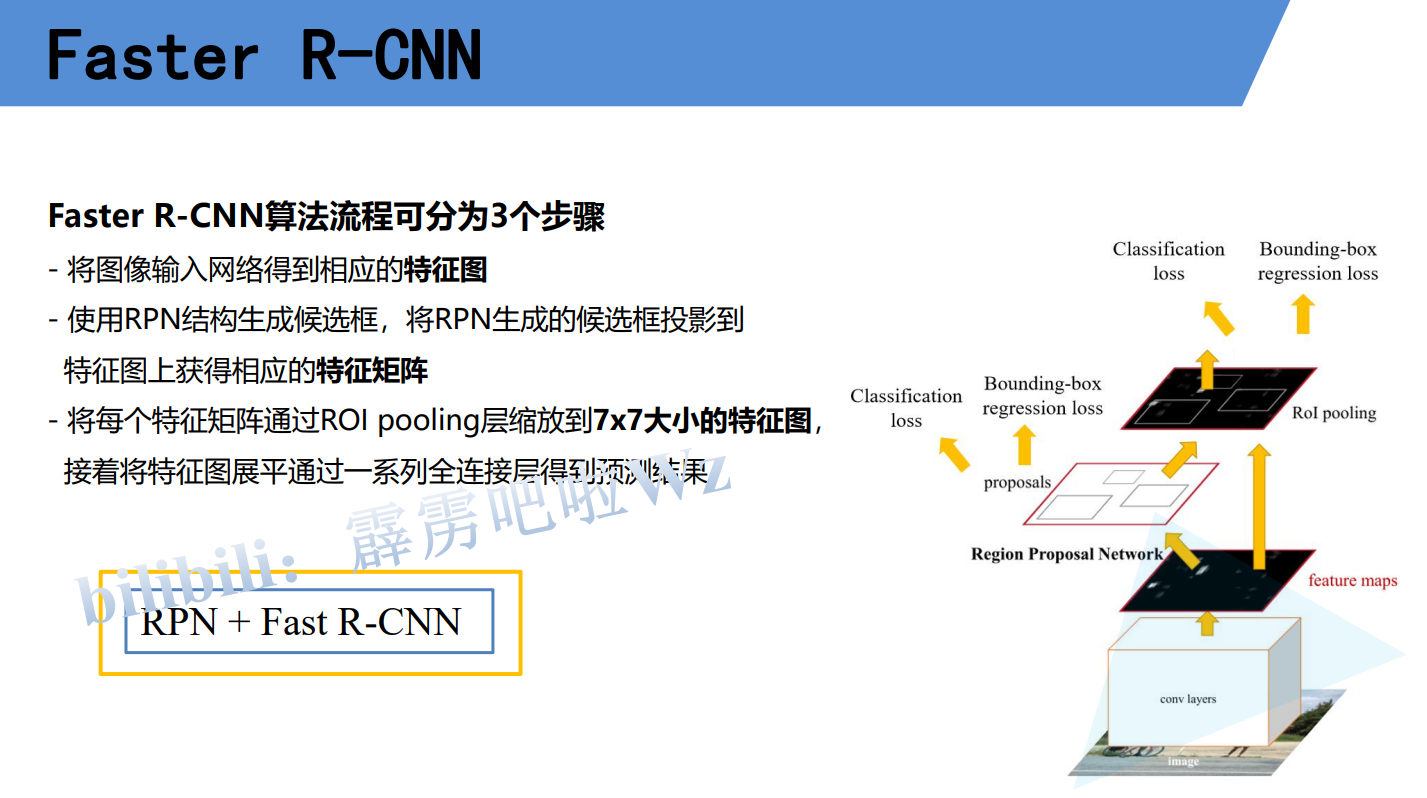 Faster R-CNN
Faster R-CNN算法流程可分为3个步骤
- 将图像输入网络得到相应的特征图
- 使用RPN结构生成候选框，将RPN生成的候选框投影到
特征图上获得相应的特征矩阵
- 将每个特征矩阵通过ROI pooling层缩放到7x7大小的特征图，
接着将特征图展平通过一系列全连接层得到预测结果
bilibili：霹雳吧啦Wz
RPN + Fast R-CNN
Classification
loss
Bounding-box
regression loss
Classification
loss
Bounding-box
regression loss
RoI pooling
proposals
Region Proposal Network
feature maps
conv layers
image